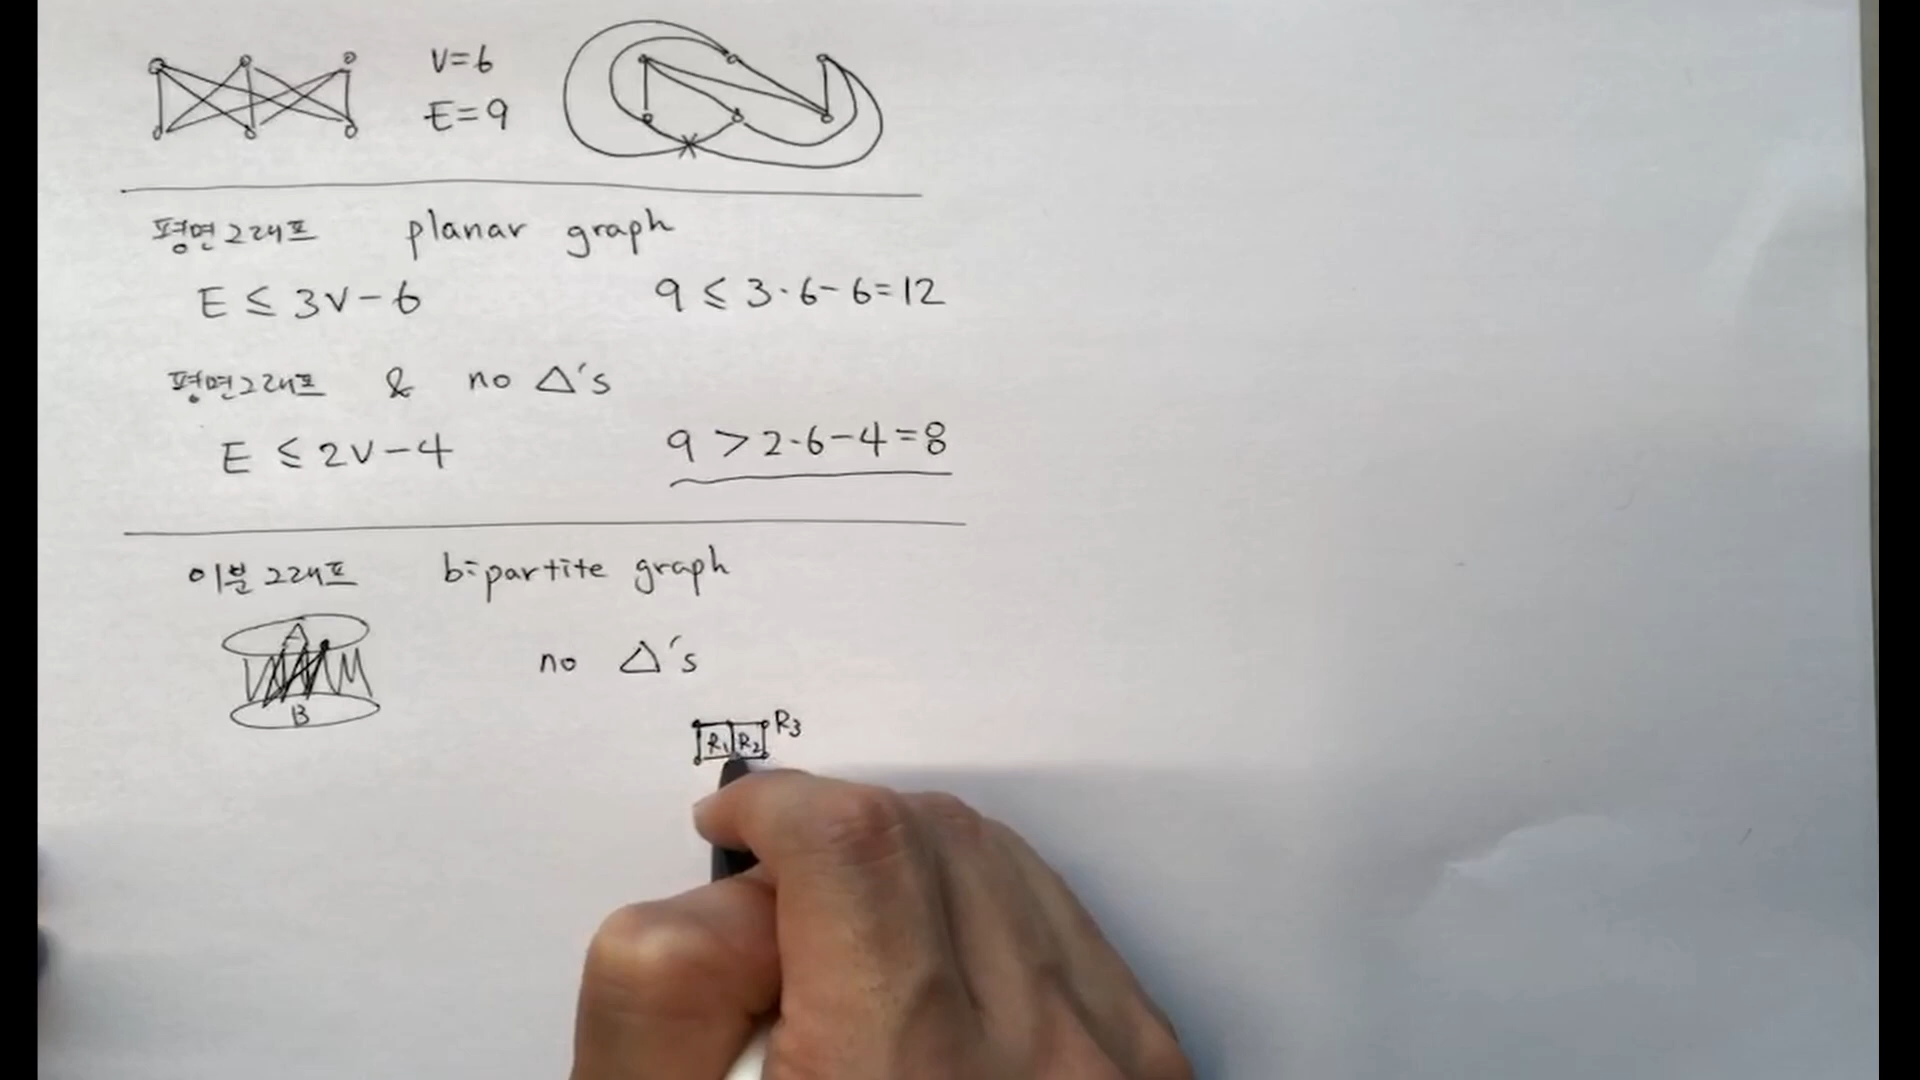 V=6
E=9
평면그래프 planar graph
E ≤ 3V-6 9 ≤ 3·6-6=12
평면그래프 & no △'s
E ≤ 2V-4 9 > 2·6-4=8
이분그래프 bipartite graph
A
no △'s
B
R3
R1 R2